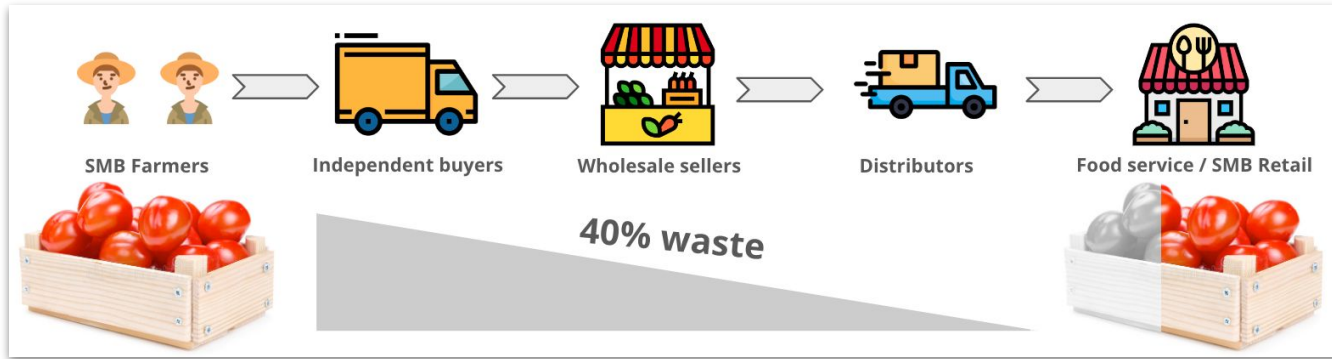 SMB Farmers
Independent buyers
Wholesale sellers
Distributors
Food service / SMB Retail
40% waste